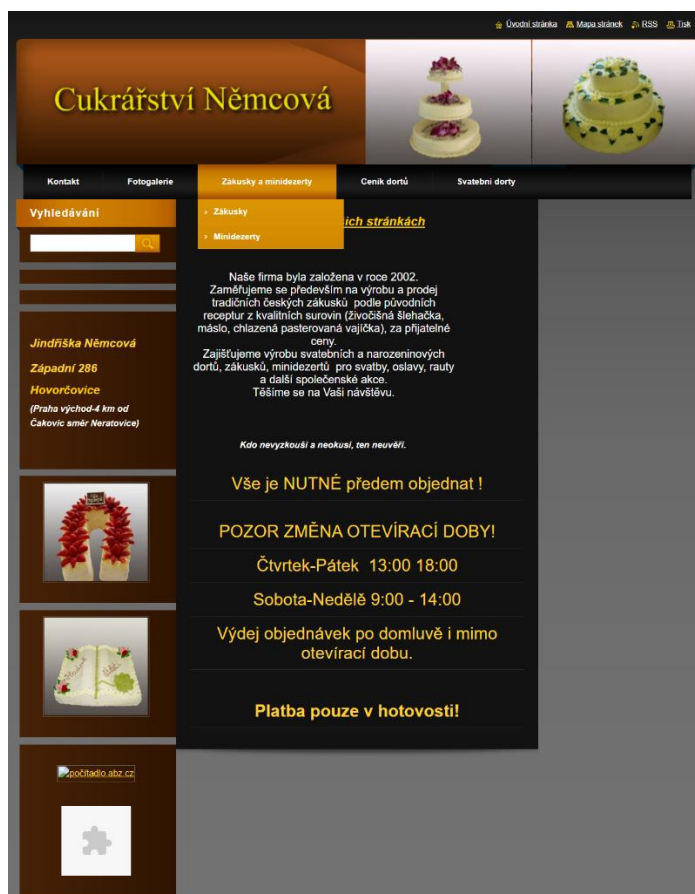 Úvodní stránka Mapa stránek RSS Tisk
Cukrářství Němcová
Kontakt Fotogalerie Zákusky a minidezerty Ceník dortů Svatební dorty
Vyhledávání
Zákusky
Minidezerty
stránkách
Naše firma byla založena v roce 2002.
Zaměřujeme se především na výrobu a prodej
tradičních českých zákusků podle původních
receptur z kvalitních surovin (živočišná šlehačka,
máslo, chlazená pasterovaná vajíčka), za přijatelné
ceny.
Zajišťujeme výrobu svatebních a narozeninových
dortů, zákusků, minidezertů pro svatby, oslavy, rauty
a další společenské akce.
Těšíme se na Vaši návštěvu.
Kdo nevyzkouší a neokusí, ten neuvěří.
Vše je NUTNÉ předem objednat !
POZOR ZMĚNA OTEVÍRACÍ DOBY!
Čtvrtek-Pátek 13:00 18:00
Sobota-Nedělě 9:00 - 14:00
Výdej objednávek po domluvě i mimo
otevírací dobu.
Platba pouze v hotovosti!
Jindřiška Němcová
Západní 286
Hovorčovice
(Praha východ-4 km od
Čakovic směr Neratovice)
počítadlo.abz.cz